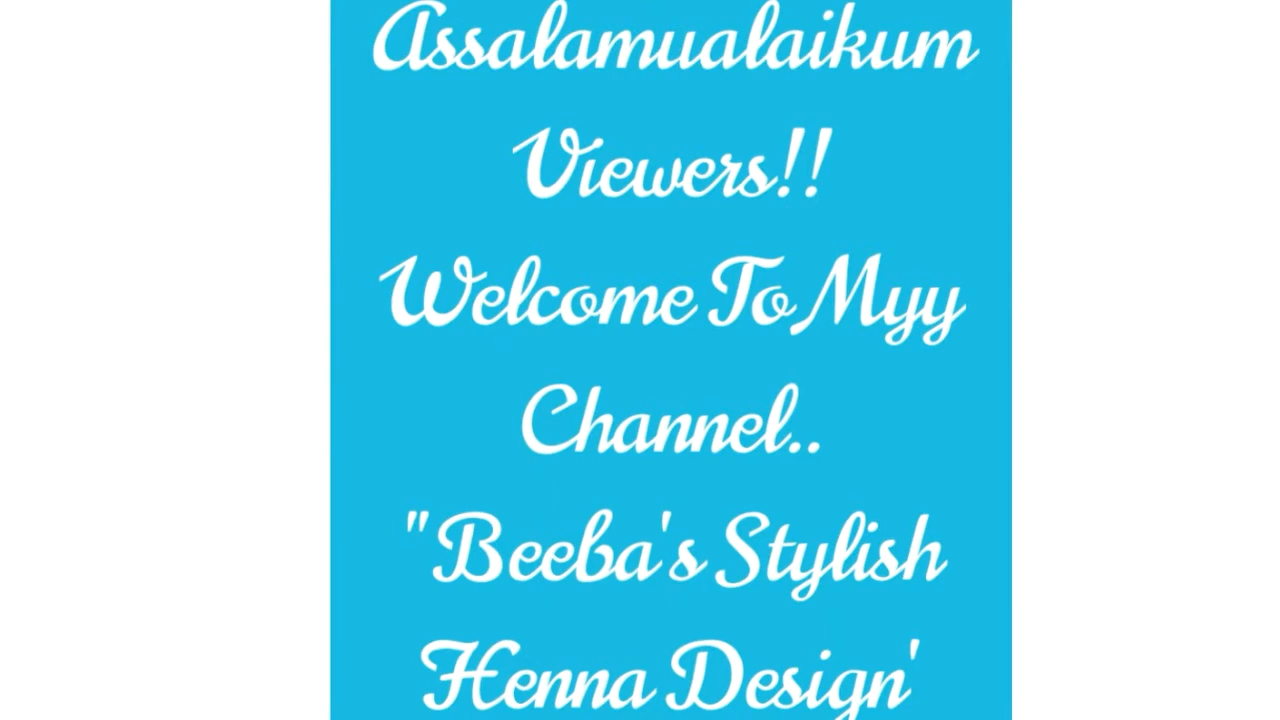 Assalamualaikum
Viewers!!
Welcome To Myy
Channel..
"Beeba's Stylish
Henna Design'